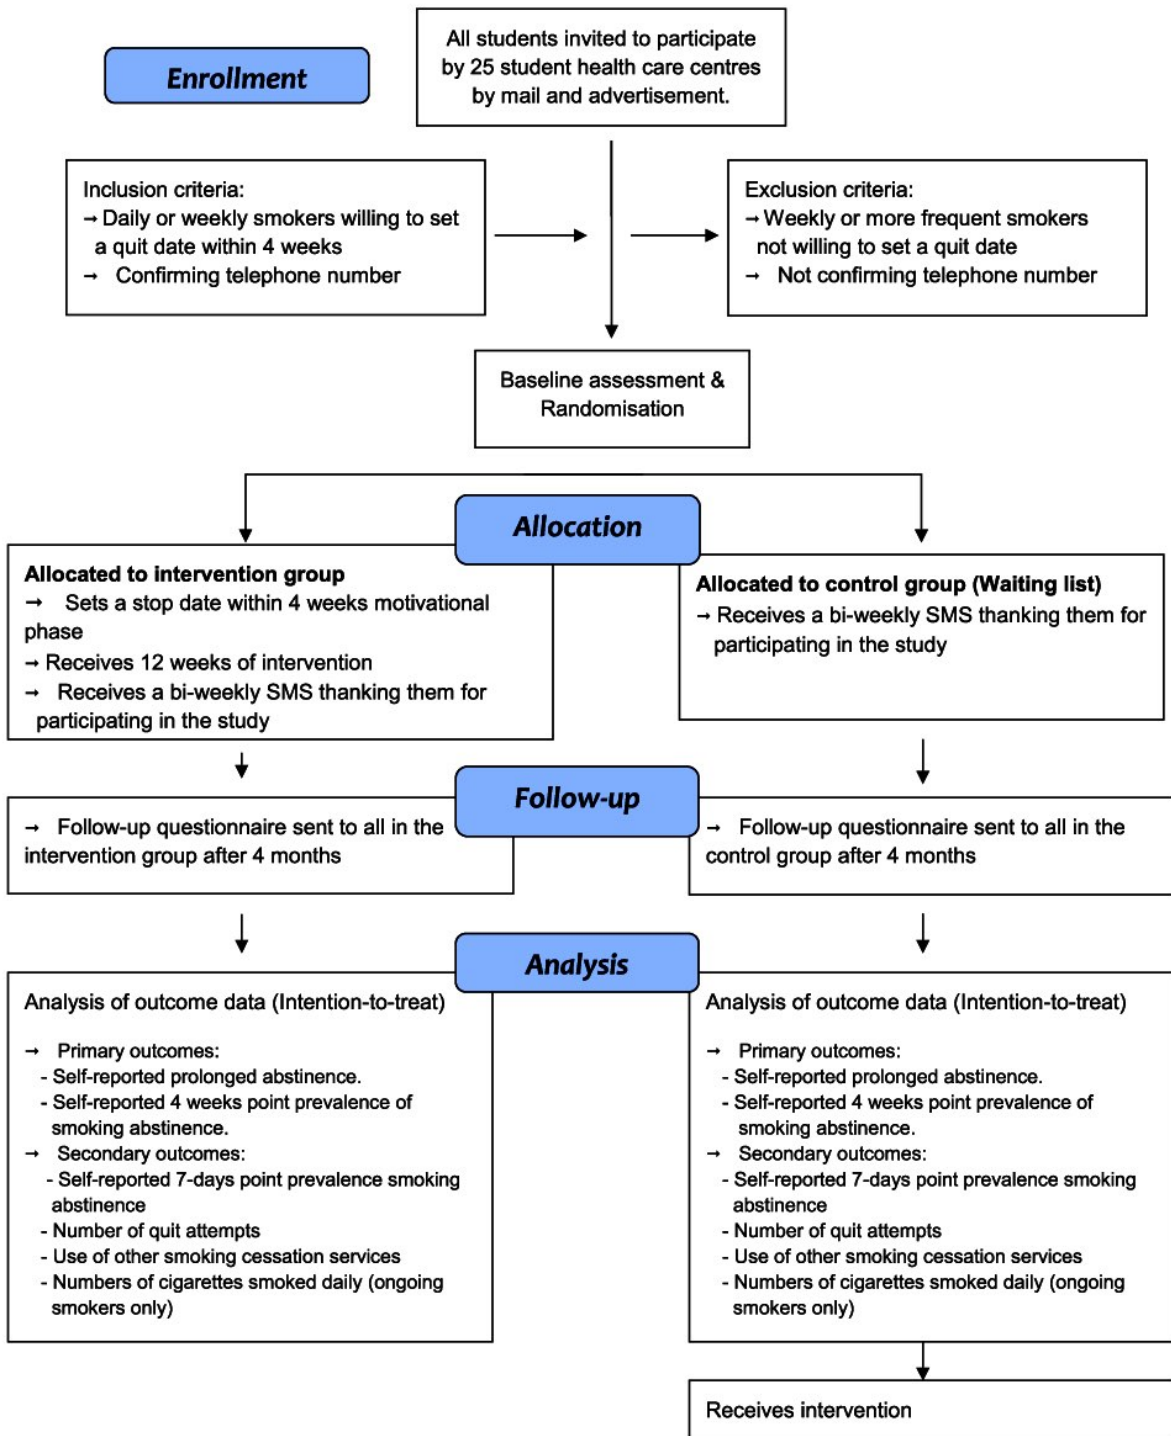 All students invited to participate
by 25 student health care centres
by mail and advertisement.
Enrollment
Inclusion criteria:
→ Daily or weekly smokers willing to set
a quit date within 4 weeks
→ Confirming telephone number
Exclusion criteria:
→ Weekly or more frequent smokers
not willing to set a quit date
→ Not confirming telephone number
Baseline assessment &
Randomisation
Allocation
Allocated to intervention group
→ Sets a stop date within 4 weeks motivational
phase
→ Receives 12 weeks of intervention
→ Receives a bi-weekly SMS thanking them for
participating in the study
Allocated to control group (Waiting list)
→ Receives a bi-weekly SMS thanking them for
participating in the study
Follow-up
→ Follow-up questionnaire sent to all in the
intervention group after 4 months
→ Follow-up questionnaire sent to all in the
control group after 4 months
Analysis
Analysis of outcome data (Intention-to-treat)
→ Primary outcomes:
- Self-reported prolonged abstinence.
- Self-reported 4 weeks point prevalence of
smoking abstinence.
→ Secondary outcomes:
- Self-reported 7-days point prevalence smoking
abstinence
- Number of quit attempts
- Use of other smoking cessation services
- Numbers of cigarettes smoked daily (ongoing
smokers only)
Analysis of outcome data (Intention-to-treat)
→ Primary outcomes:
- Self-reported prolonged abstinence.
- Self-reported 4 weeks point prevalence of
smoking abstinence.
→ Secondary outcomes:
- Self-reported 7-days point prevalence smoking
abstinence
- Number of quit attempts
- Use of other smoking cessation services
- Numbers of cigarettes smoked daily (ongoing
smokers only)
Receives intervention